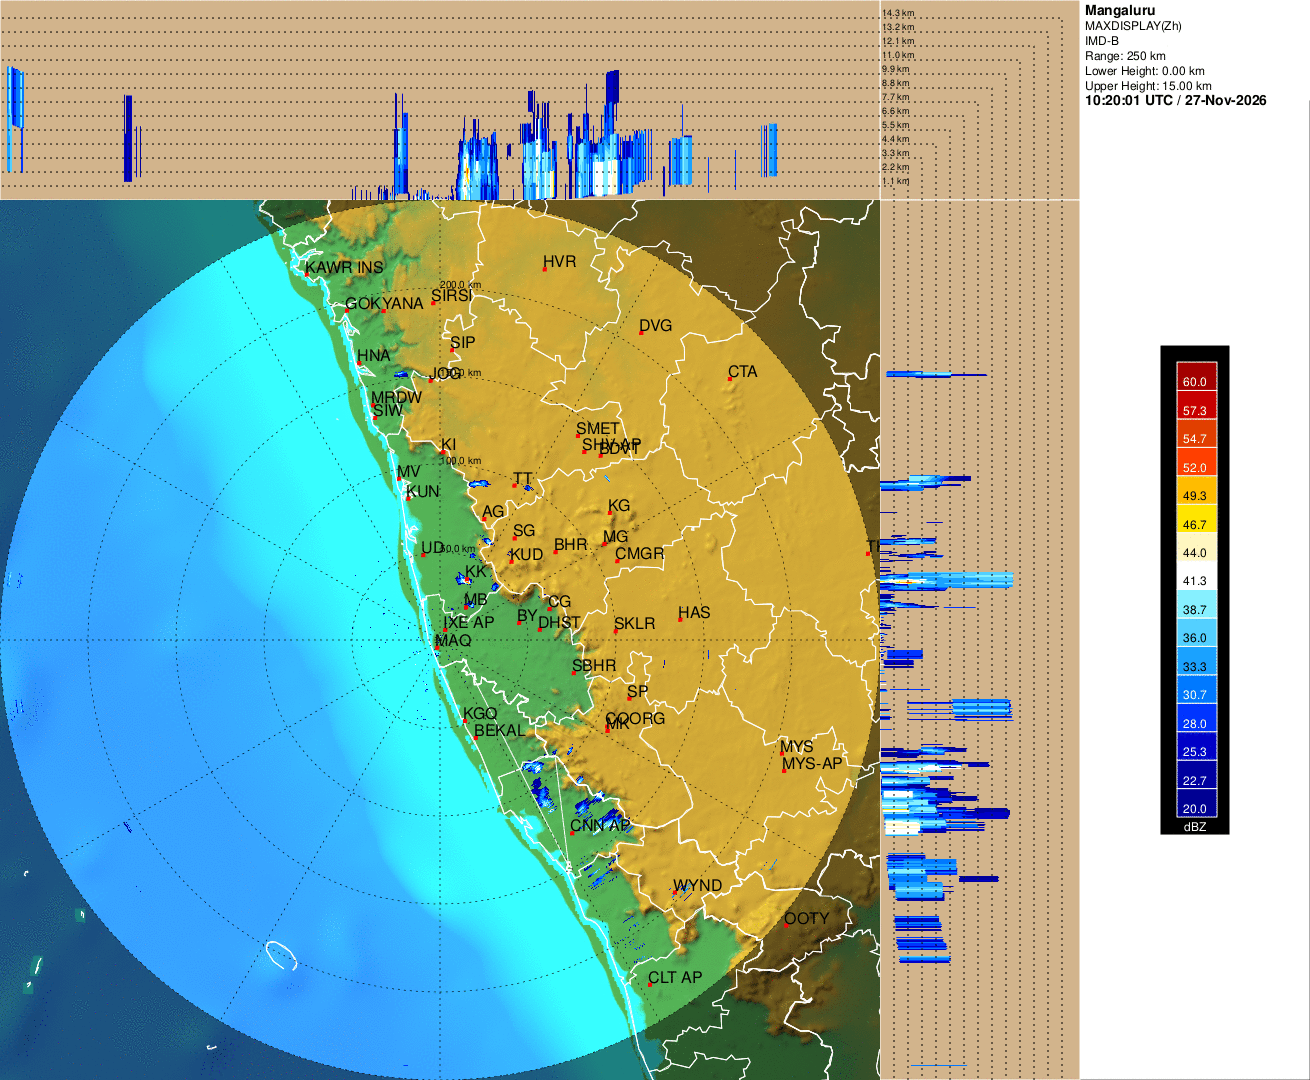 14.3 km
13.2 km
12.1 km
11.0 km
9.9 km
8.8 km
7.7 km
6.6 km
5.5 km
4.4 km
3.3 km
2.2 km
1.1 km
Mangaluru
MAXDISPLAY(Zh)
IMD-B
Range: 250 km
Lower Height: 0.00 km
Upper Height: 15.00 km
10:20:01 UTC / 27-Nov-2026
KAWR INS
HVR
200.0 km
SIRSI
GOKYANA
DVG
SIP
HNA
JOG
CTA
MRDW
SIW
SMET
SHV-AP
BDVT
KI
100.0 km
MV
TT
KUN
AG
KG
SG
MG
UD
50.0 km
KUD
BHR
CMGR
KK
MB
CG
HAS
IXE AP
BY
DHST
SKLR
MAQ
SBHR
SP
KGQ
COORG
MK
BEKAL
MYS
MYS-AP
CNN AP
WYND
OOTY
CLT AP
60.0
57.3
54.7
52.0
49.3
46.7
44.0
41.3
38.7
36.0
33.3
30.7
28.0
25.3
22.7
20.0
dBZ